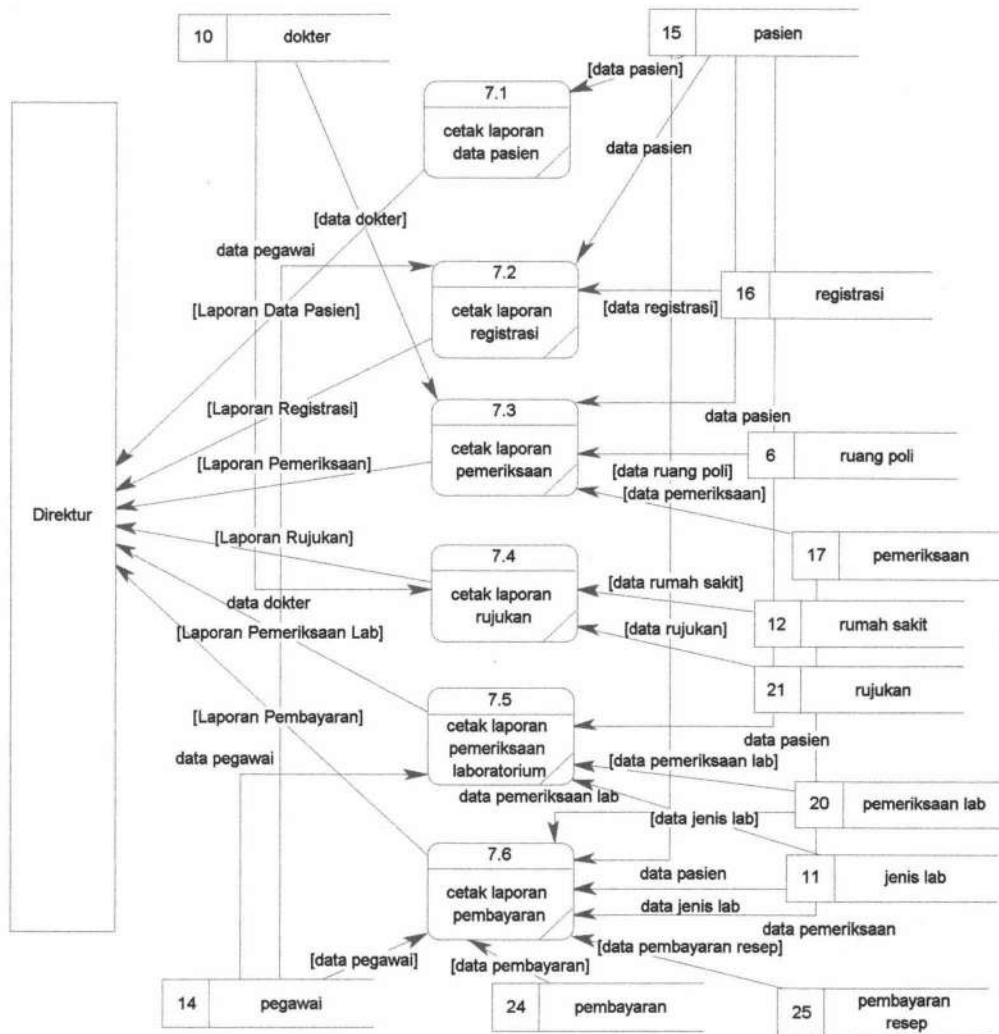 10 dokter
15 pasien
[data pasien]
7.1
cetak laporan
data pasien
data pasien
[data dokter]
data pegawai
7.2
cetak laporan
registrasi
16 registrasi
[data registrasi]
[Laporan Data Pasien]
[Laporan Registrasi]
7.3
cetak laporan
pemeriksaan
data pasien
6 ruang poli
[data ruang poli]
[Laporan Pemeriksaan]
[data pemeriksaan]
Direktur
17 pemeriksaan
[Laporan Rujukan]
7.4
cetak laporan
rujukan
[data rumah sakit]
12 rumah sakit
data dokter
[data rujukan]
[Laporan Pemeriksaan Lab]
21 rujukan
7.5
cetak laporan
pemeriksaan
laboratorium
[Laporan Pembayaran]
data pasien
data pegawai
[data pemeriksaan lab]
data pemeriksaan lab
20 pemeriksaan lab
[data jenis lab]
7.6
cetak laporan
pembayaran
data pasien
11 jenis lab
data jenis lab
data pemeriksaan
[data pembayaran resep]
[data pegawai]
[data pembayaran]
14 pegawai
24 pembayaran
25 pembayaran
resep